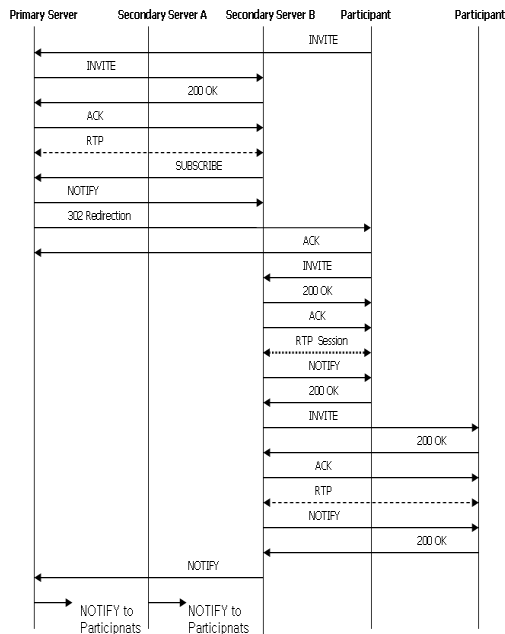 Primary Server Secondary Server A Secondary Server B Participant Participant
INVITE
INVITE
200 OK
ACK
RTP
SUBSCRIBE
NOTIFY
302 Redirection
ACK
INVITE
200 OK
ACK
RTP Session
NOTIFY
200 OK
INVITE
200 OK
ACK
RTP
NOTIFY
200 OK
NOTIFY
NOTIFY to NOTIFY to
Participnats Participnats